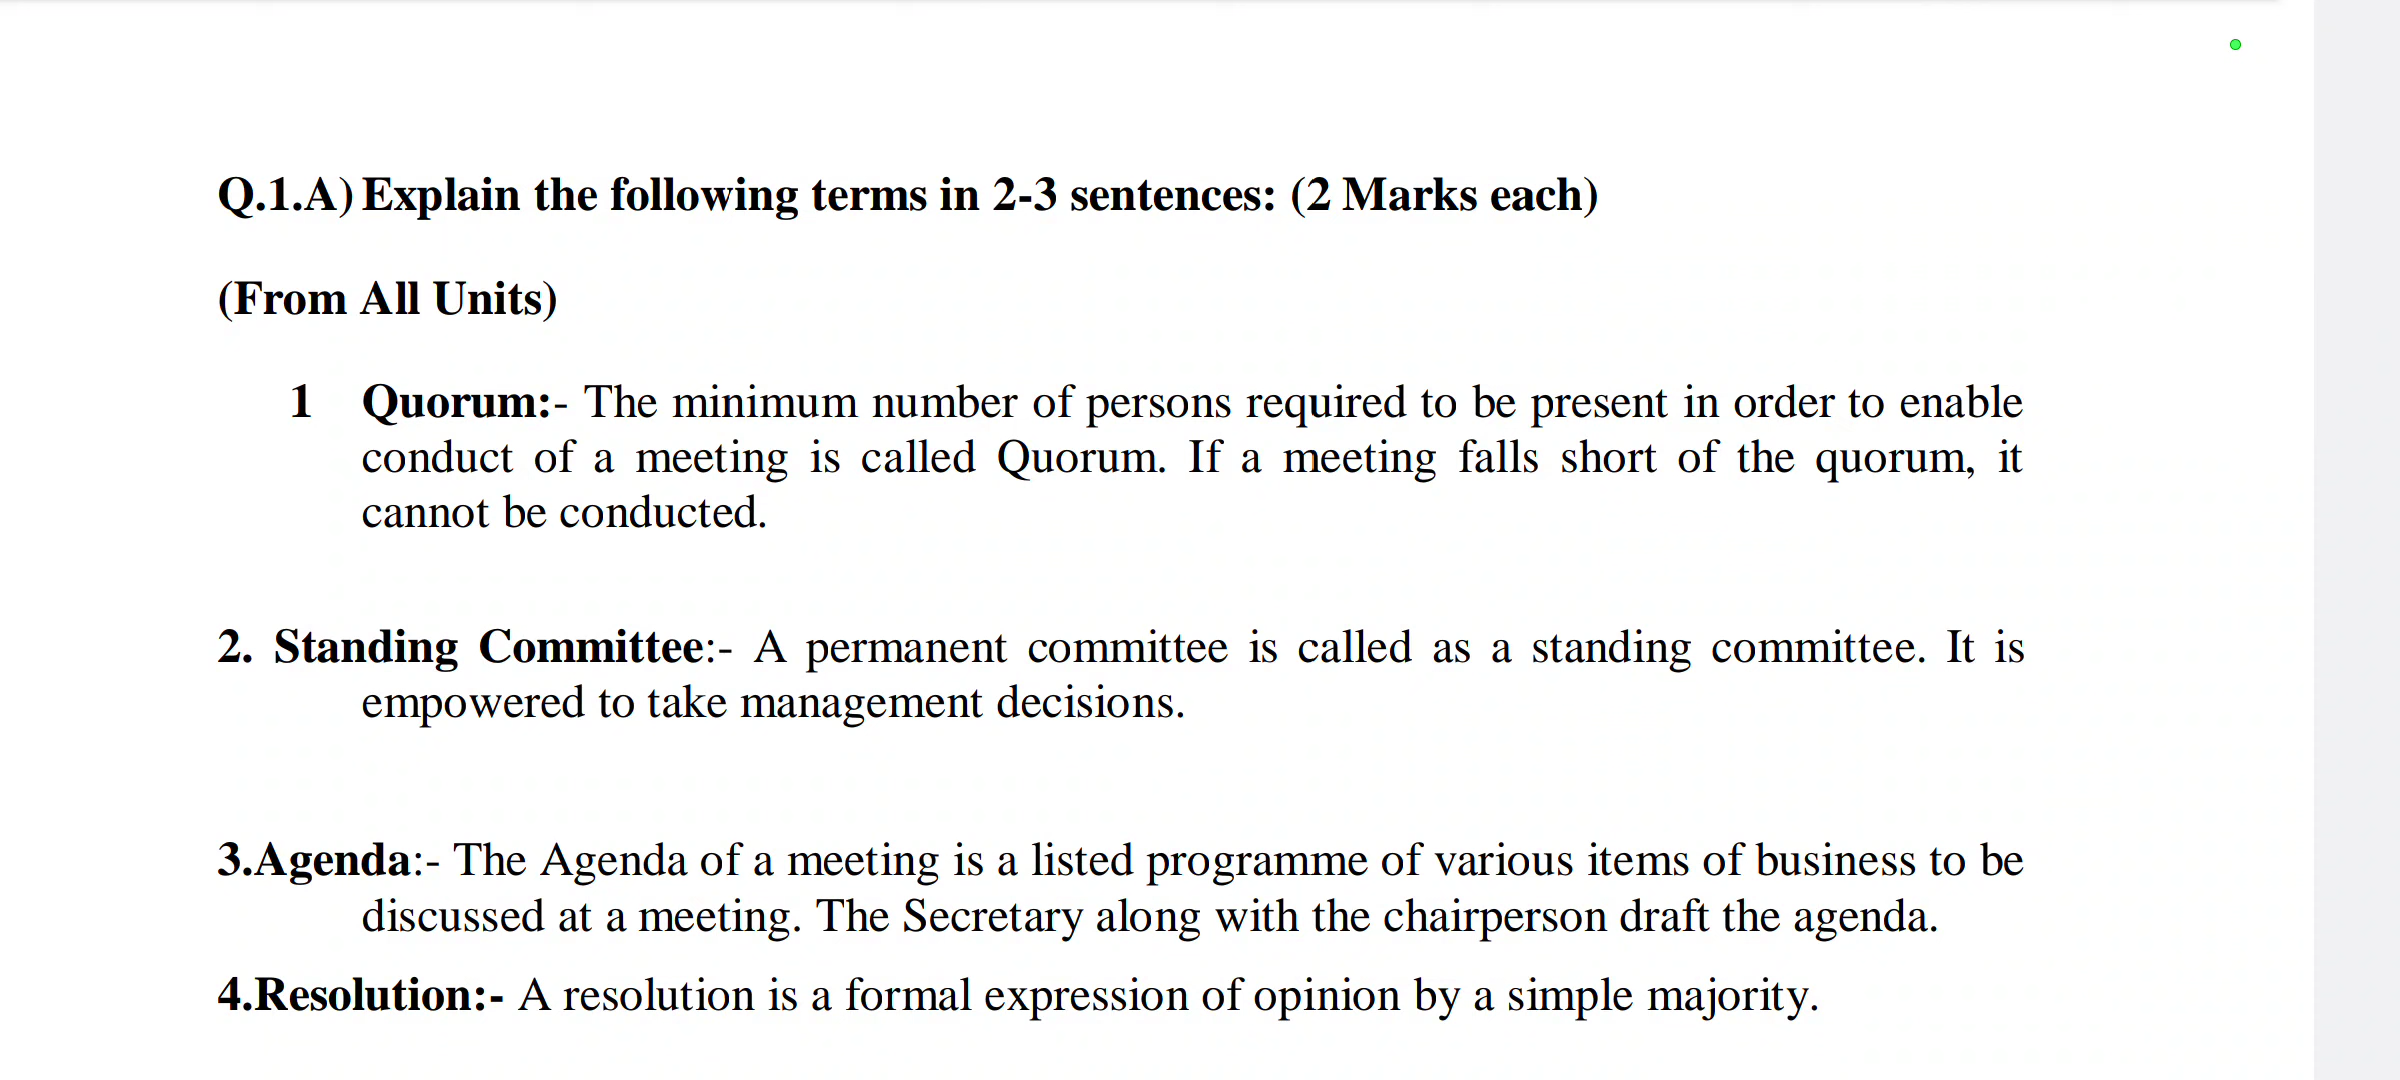 Q.1.A) Explain the following terms in 2-3 sentences: (2 Marks each)
(From All Units)
1 Quorum:- The minimum number of persons required to be present in order to enable
conduct of a meeting is called Quorum. If a meeting falls short of the quorum, it
cannot be conducted.
2. Standing Committee:- A permanent committee is called as a standing committee. It is
empowered to take management decisions.
3.Agenda:- The Agenda of a meeting is a listed programme of various items of business to be
discussed at a meeting. The Secretary along with the chairperson draft the agenda.
4.Resolution:- A resolution is a formal expression of opinion by a simple majority.